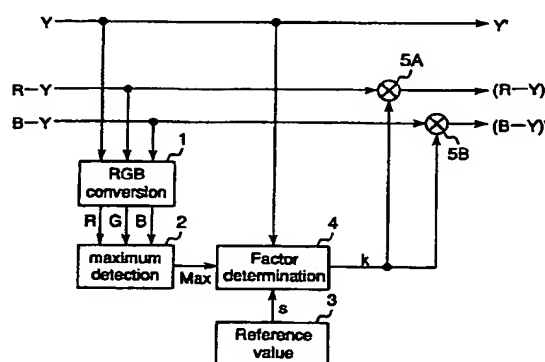 Y Y'
5A
R–Y (R–Y)
B–Y (B–Y)'
5B
1
RGB
conversion
R G B 2 4
maximum
detection
Max
Factor
determination
k
s 3
Reference
value